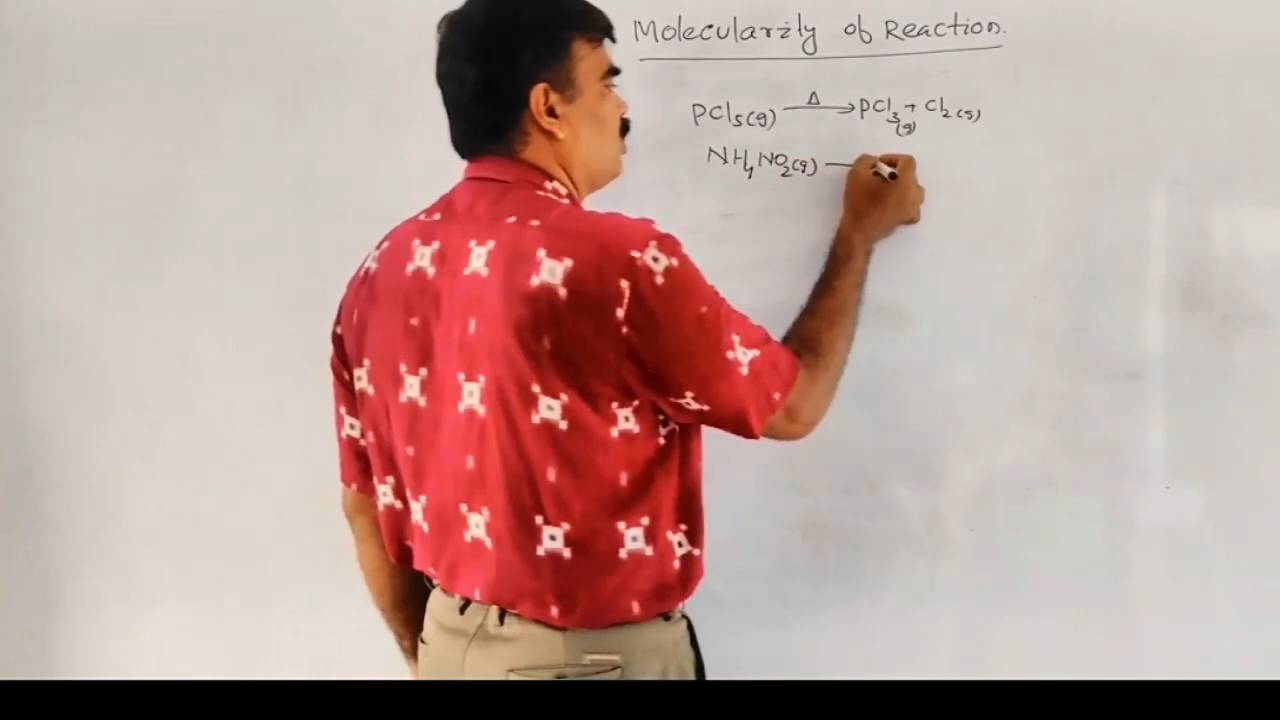 Molecularity of Reaction.
PCl5(g) —Δ→ PCl3(g) + Cl2(g)
NH4NO2(g) —